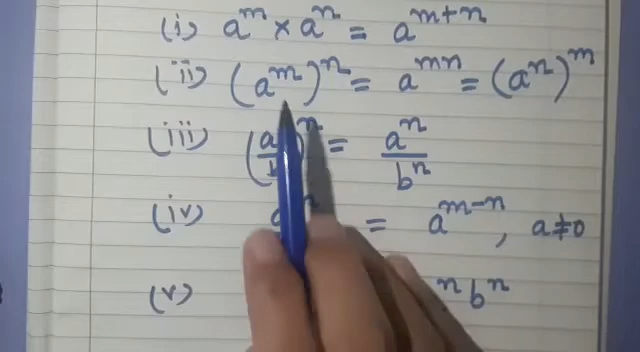 (i) a^m × a^n = a^{m+n}
(ii) (a^m)^n = a^{mn} = (a^n)^m
(iii) (a/b)^n = a^n/b^n
(iv) = a^{m-n}, a≠0
(v) ^n b^n